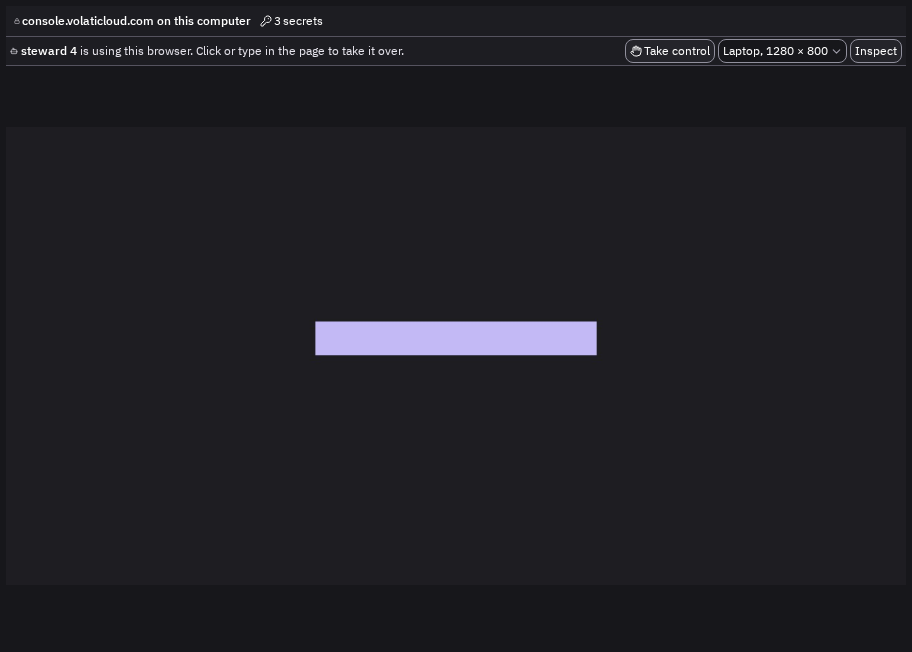 console.volaticloud.com on this computer 3 secrets
steward 4 is using this browser. Click or type in the page to take it over. Take control Laptop, 1280 × 800 Inspect